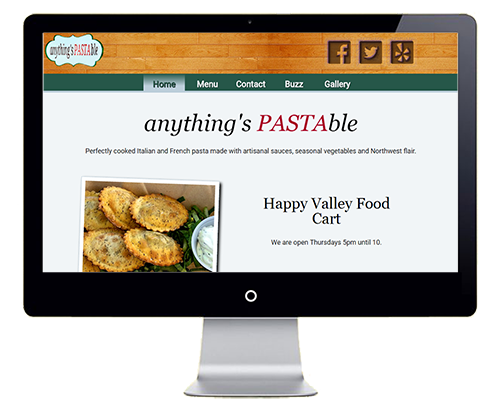 anything's PASTAble
Home Menu Contact Buzz Gallery
anything's PASTAble
Perfectly cooked Italian and French pasta made with artisanal sauces, seasonal vegetables and Northwest flair.
Happy Valley Food
Cart
We are open Thursdays 5pm until 10.